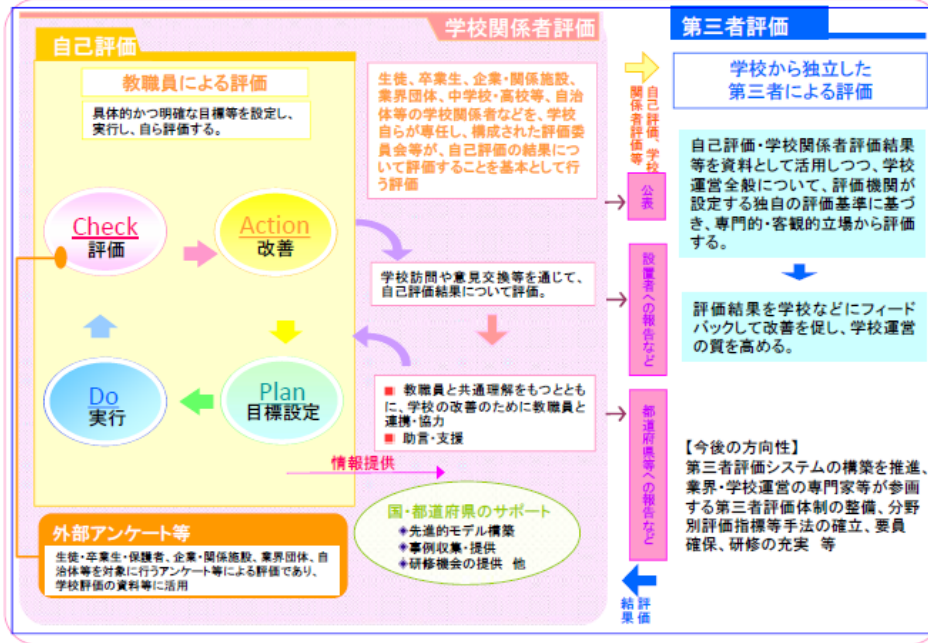 自己評価
教職員による評価
具体的かつ明確な目標等を設定し、
実行し、自ら評価する。
Check
評価
Action
改善
Do
実行
Plan
目標設定
外部アンケート等
生徒・卒業生・保護者、企業・関係施設、業界団体、自
治体等を対象に行うアンケート等による評価であり、
学校評価の資料等に活用
学校関係者評価
生徒、卒業生、企業・関係施設、
業界団体、中学校・高校等、自治
体等の学校関係者などを、学校
自らが専任し、構成された評価委
員会等が、自己評価の結果につ
いて評価することを基本として行
う評価
学校訪問や意見交換等を通じて、
自己評価結果について評価。
■ 教職員と共通理解をもつととも
に、学校の改善のために教職員と
連携・協力
■ 助言・支援
情報提供
国・都道府県のサポート
◆先進的モデル構築
◆事例収集・提供
◆研修機会の提供 他
自己評価、学校
関係者評価等
公表
設置者への報告など
都道府県等への報告など
評価
結果
第三者評価
学校から独立した
第三者による評価
自己評価・学校関係者評価結果
等を資料として活用しつつ、学校
運営全般について、評価機関が
設定する独自の評価基準に基づ
き、専門的・客観的立場から評価
する。
評価結果を学校などにフィード
バックして改善を促し、学校運営
の質を高める。
【今後の方向性】
第三者評価システムの構築を推進、
業界・学校運営の専門家等が参画
する第三者評価体制の整備、分野
別評価指標等手法の確立、要員
確保、研修の充実 等